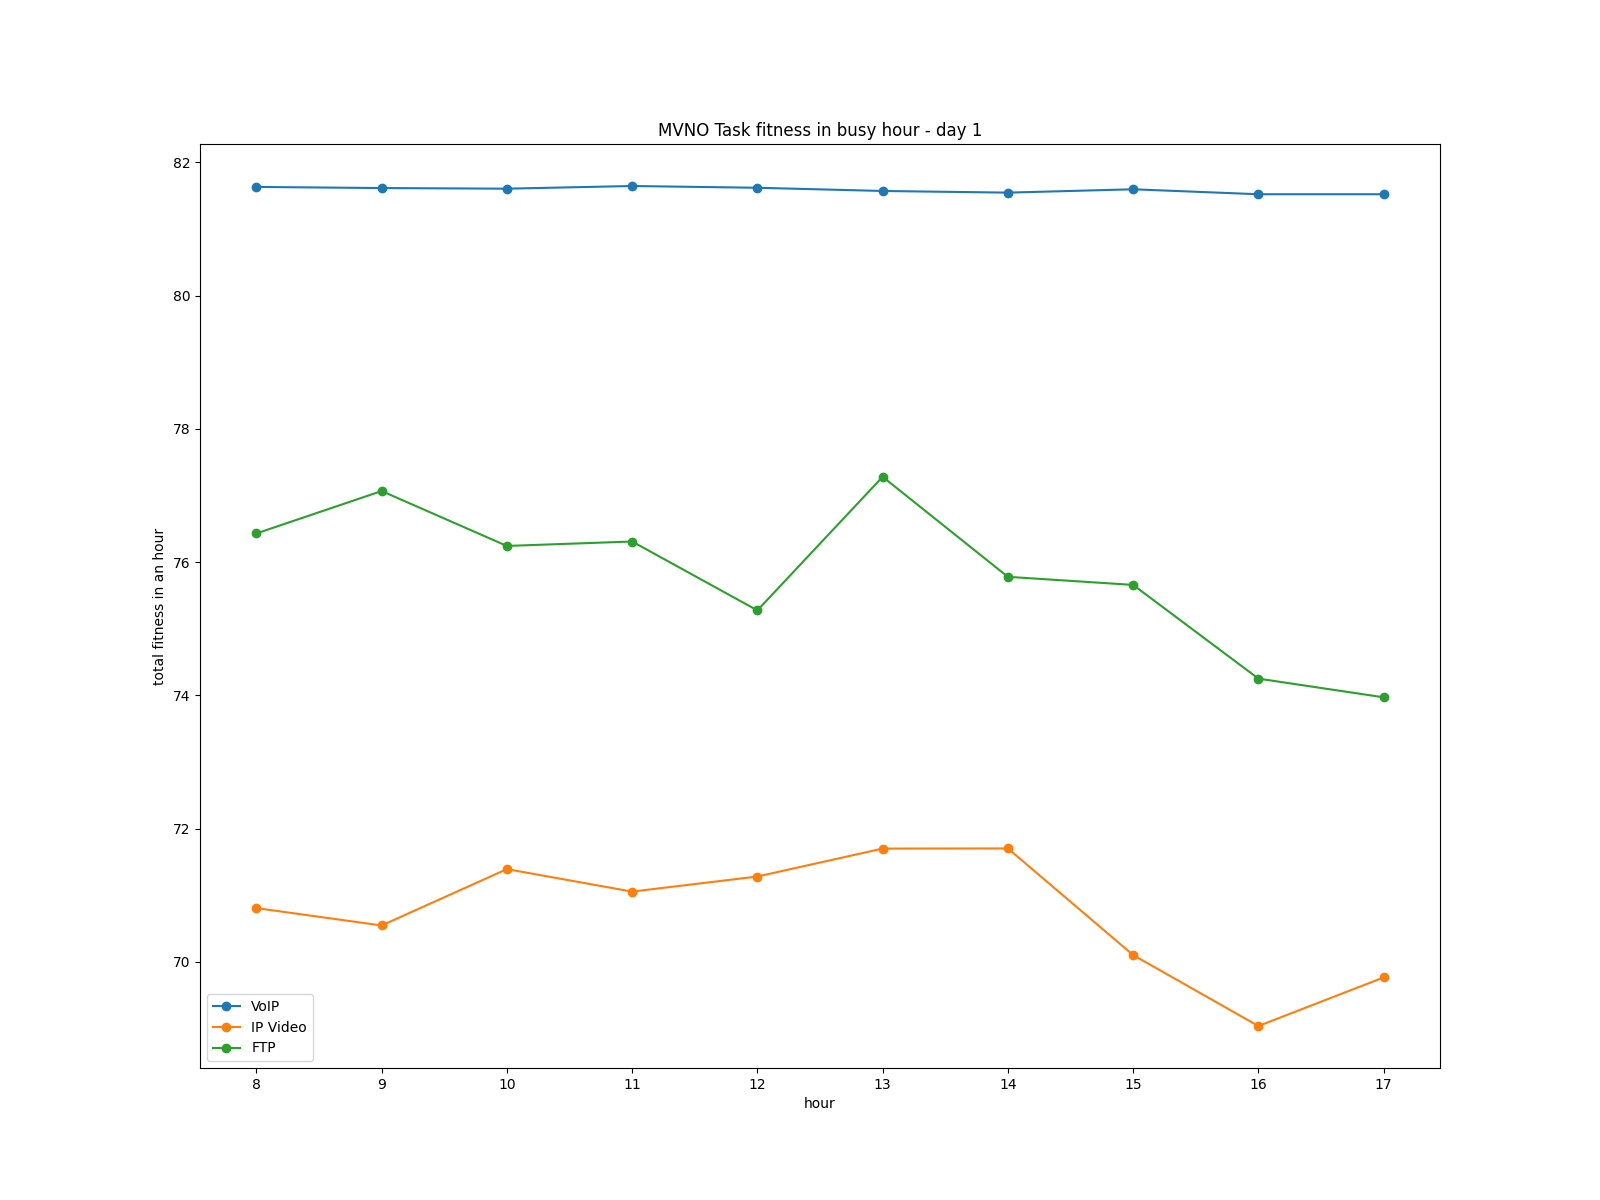 MVNO Task fitness in busy hour - day 1
82
80
78
76
74
72
70
total fitness in an hour
VoIP
IP Video
FTP
8 9 10 11 12 13 14 15 16 17
hour